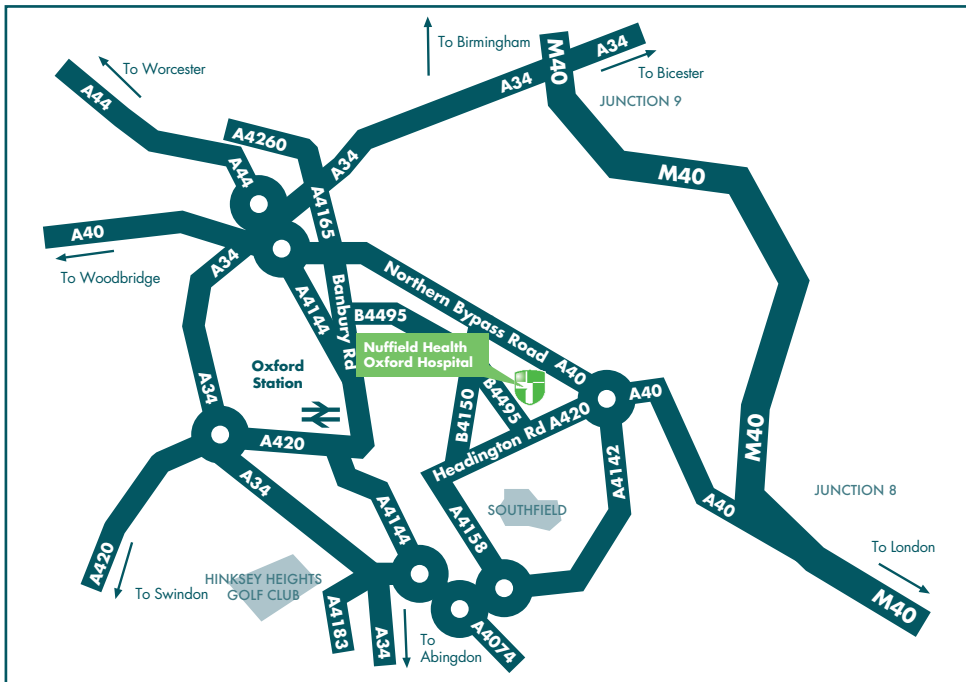 To Birmingham
A34
M40
To Bicester
A34
JUNCTION 9
To Worcester
A44
A4260
A34
A44
M40
A4165
A40
A34
To Woodbridge
Northern Bypass Road
A40
Banbury Rd
A4144
B4495
Nuffield Health
Oxford Hospital
Oxford
Station
A34
B4495
B4150
A40
Headington Rd A420
A420
M40
A34
A4142
JUNCTION 8
A4144
SOUTHFIELD
A40
A4158
To London
A420
To Swindon
HINKSEY HEIGHTS
GOLF CLUB
M40
A4183
A34
To
Abingdon
A4074